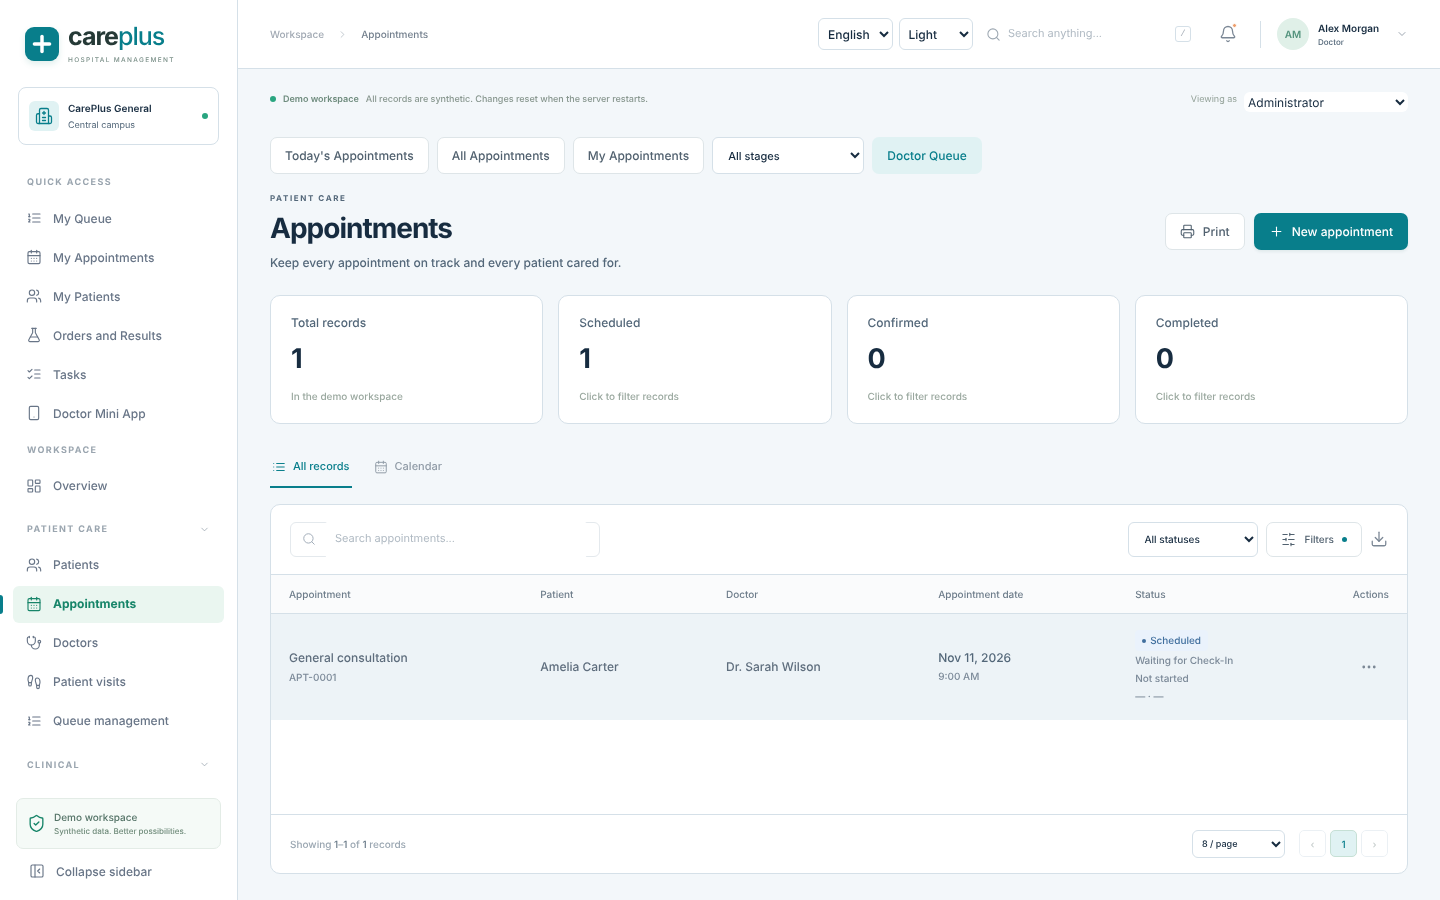 careplus
HOSPITAL MANAGEMENT
CarePlus General
Central campus
QUICK ACCESS
My Queue
My Appointments
My Patients
Orders and Results
Tasks
Doctor Mini App
WORKSPACE
Overview
PATIENT CARE
Patients
Appointments
Doctors
Patient visits
Queue management
CLINICAL
Demo workspace
Synthetic data. Better possibilities.
Collapse sidebar
Workspace Appointments
English Light Search anything... /
AM Alex Morgan
Doctor
Demo workspace All records are synthetic. Changes reset when the server restarts.
Viewing as Administrator
Today's Appointments All Appointments My Appointments All stages Doctor Queue
PATIENT CARE
Appointments
Keep every appointment on track and every patient cared for.
Print New appointment
Total records
1
In the demo workspace
Scheduled
1
Click to filter records
Confirmed
0
Click to filter records
Completed
0
Click to filter records
All records Calendar
Search appointments... All statuses Filters
Appointment Patient Doctor Appointment date Status Actions
General consultation
APT-0001
Amelia Carter
Dr. Sarah Wilson
Nov 11, 2026
9:00 AM
Scheduled
Waiting for Check-In
Not started
— · —
Showing 1–1 of 1 records
8 / page ‹ 1 ›